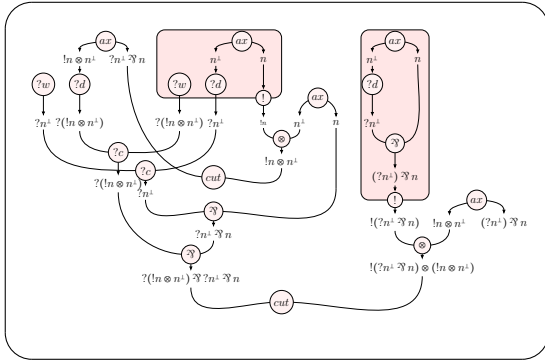 ax ax ax
!n ⊗ n⊥ ?n⊥ ⅋ n n⊥ n n⊥ n
?w ?d ?w ?d ?d
! ax
?n⊥ ?(!n ⊗ n⊥) ?(!n ⊗ n⊥) ?n⊥ !n n⊥ n ?n⊥
⊗ ⅋
?c !n ⊗ n⊥
?c cut (?n⊥) ⅋ n
?(!n ⊗ n⊥) ?n⊥
! ax
⅋ !(?n⊥ ⅋ n) !n ⊗ n⊥ (?n⊥) ⅋ n
?n⊥ ⅋ n
⅋ ⊗
?(!n ⊗ n⊥) ⅋ ?n⊥ ⅋ n !(?n⊥ ⅋ n) ⊗ (!n ⊗ n⊥)
cut